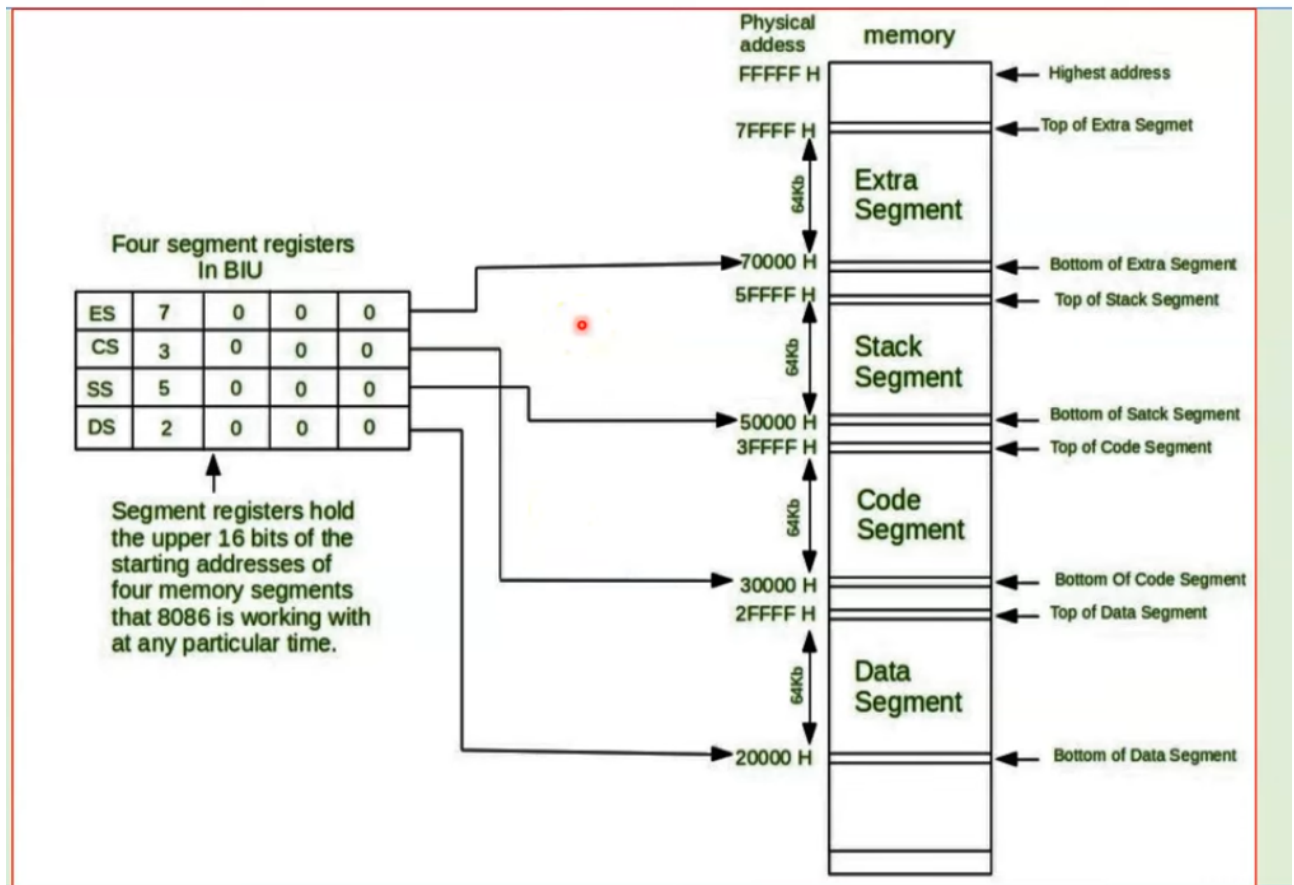 Physical
addess
memory
FFFFF H
Highest address
7FFFF H
Top of Extra Segmet
64Kb
Extra
Segment
70000 H
Bottom of Extra Segment
5FFFF H
Top of Stack Segment
64Kb
Stack
Segment
50000 H
Bottom of Satck Segment
3FFFF H
Top of Code Segment
64Kb
Code
Segment
30000 H
Bottom Of Code Segment
2FFFF H
Top of Data Segment
64Kb
Data
Segment
20000 H
Bottom of Data Segment
Four segment registers
In BIU
ES 7 0 0 0
CS 3 0 0 0
SS 5 0 0 0
DS 2 0 0 0
Segment registers hold
the upper 16 bits of the
starting addresses of
four memory segments
that 8086 is working with
at any particular time.